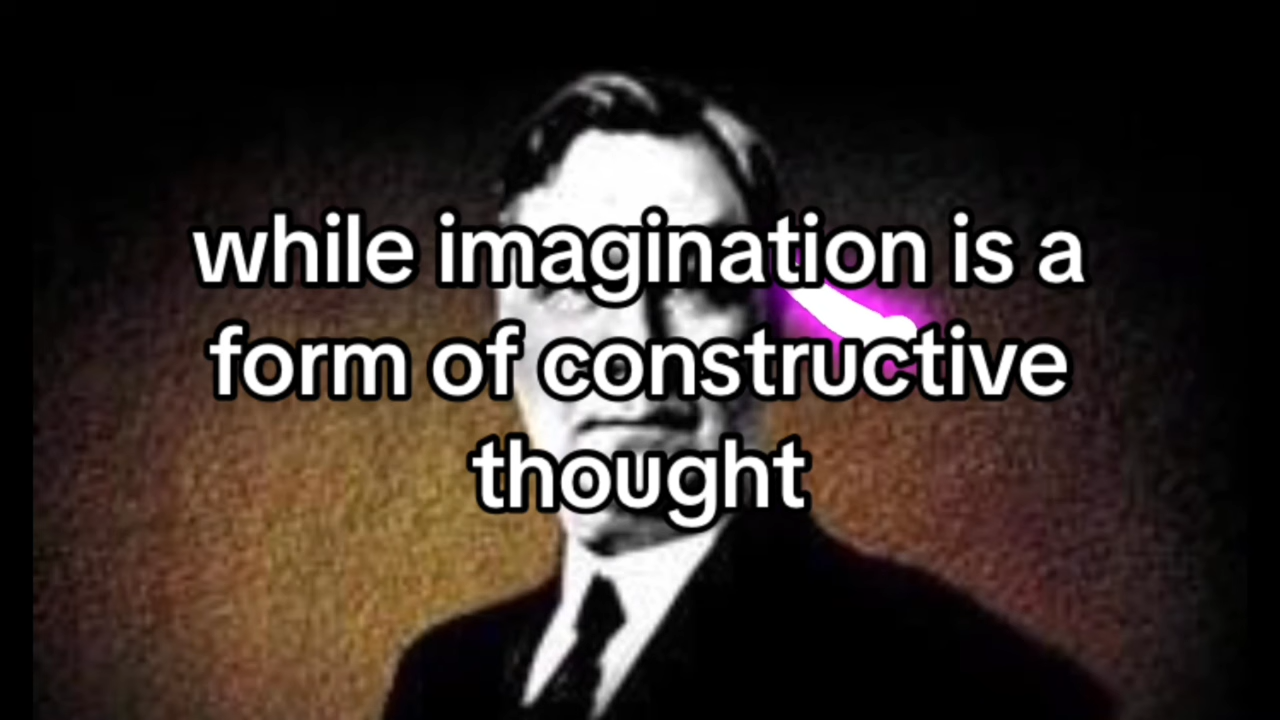 while imagination is a
form of constructive
thought